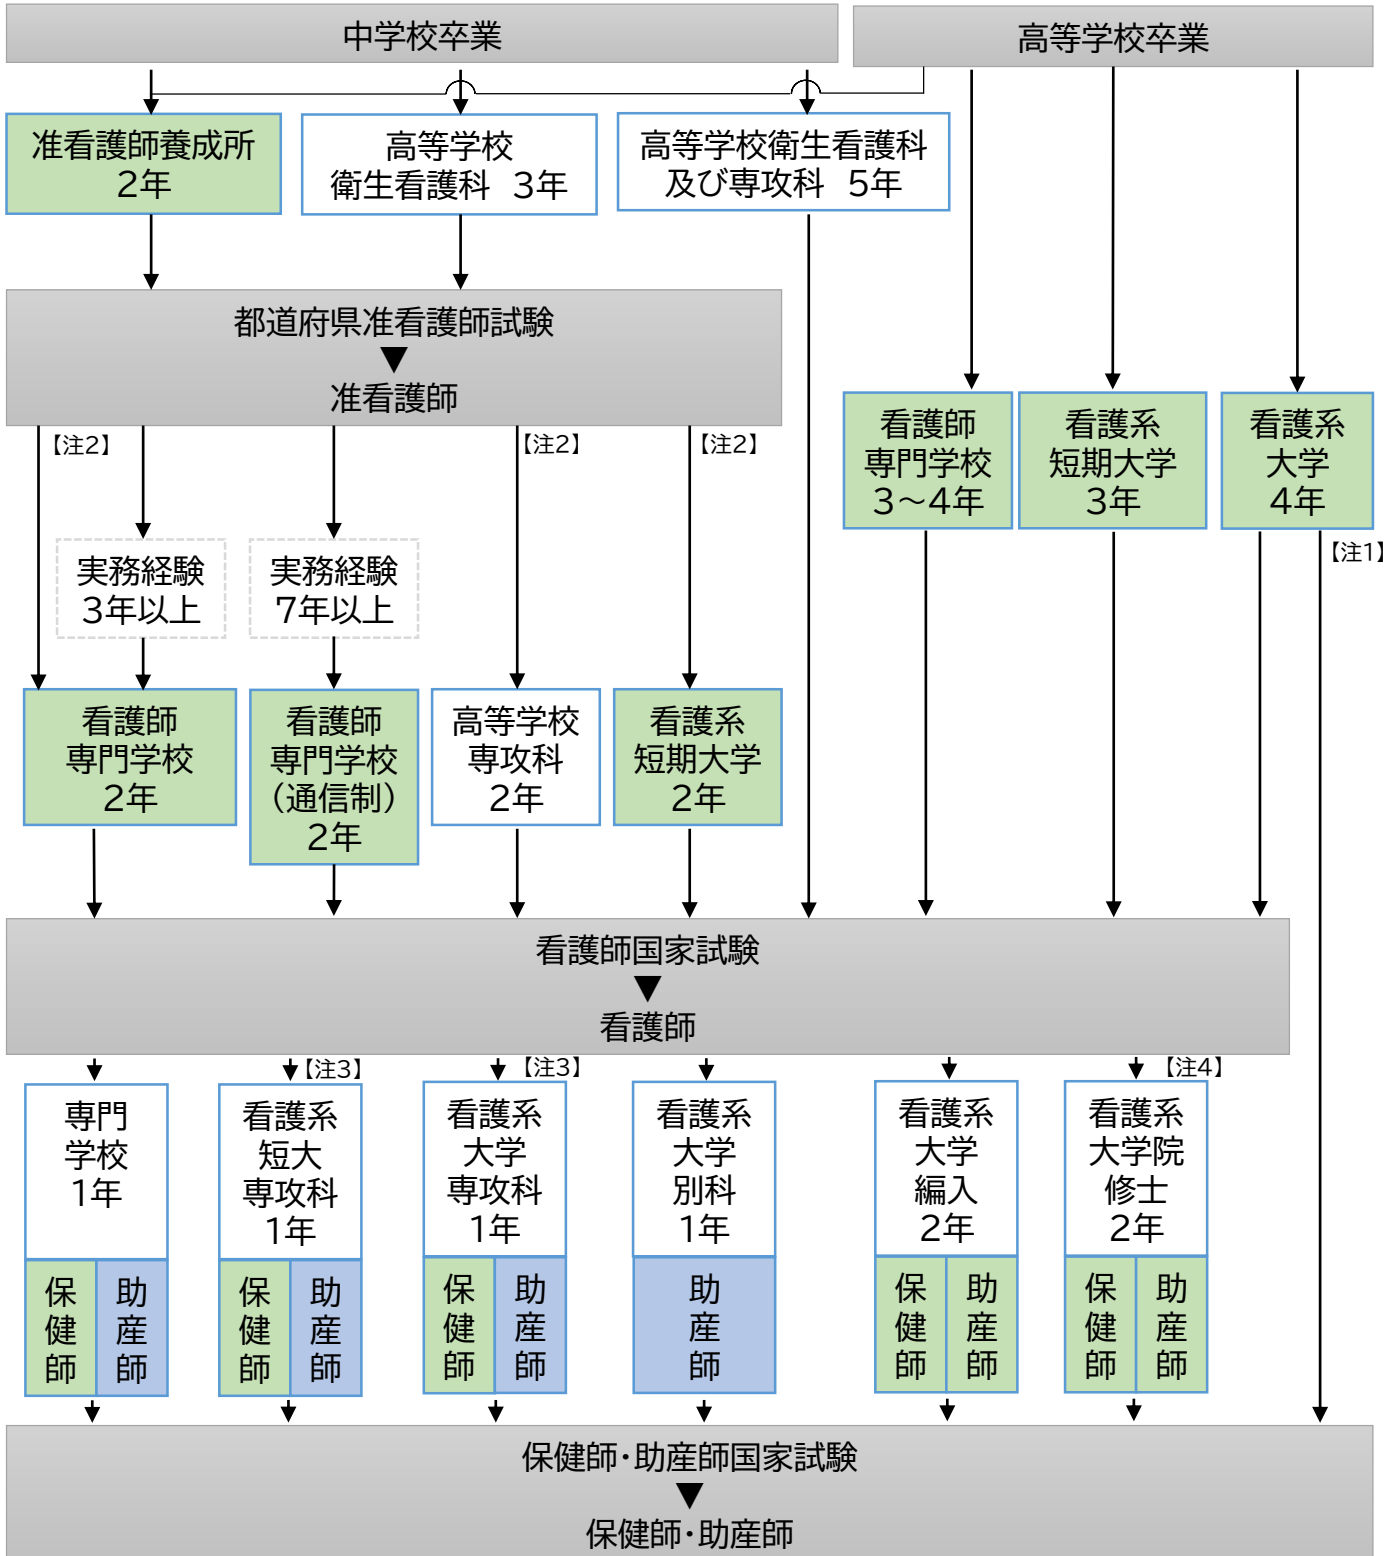 中学校卒業
高等学校卒業
准看護師養成所
2年
高等学校
衛生看護科 3年
高等学校衛生看護科
及び専攻科 5年
都道府県准看護師試験
▼
准看護師
【注2】
【注2】
【注2】
看護師
専門学校
3～4年
看護系
短期大学
3年
看護系
大学
4年
【注1】
実務経験
3年以上
実務経験
7年以上
看護師
専門学校
2年
看護師
専門学校
（通信制）
2年
高等学校
専攻科
2年
看護系
短期大学
2年
看護師国家試験
▼
看護師
【注3】
【注3】
【注4】
専門
学校
1年
保健師
助産師
看護系
短大
専攻科
1年
保健師
助産師
看護系
大学
専攻科
1年
保健師
助産師
看護系
大学
別科
1年
助産師
看護系
大学
編入
2年
保健師
助産師
看護系
大学院
修士
2年
保健師
助産師
保健師・助産師国家試験
▼
保健師・助産師